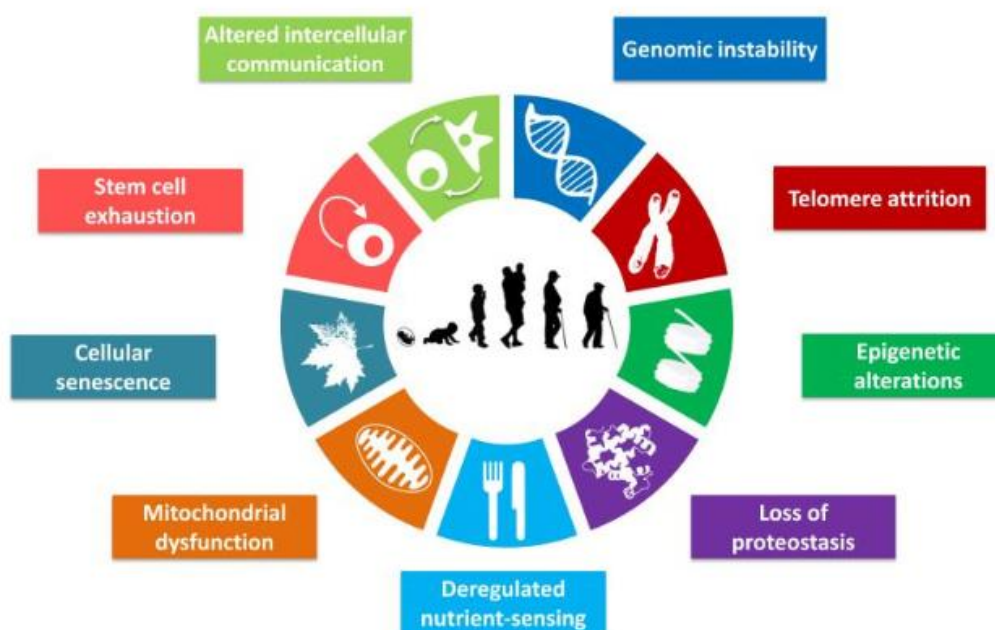 Altered intercellular
communication
Genomic instability
Stem cell
exhaustion
Telomere attrition
Cellular
senescence
Epigenetic
alterations
Mitochondrial
dysfunction
Loss of
proteostasis
Deregulated
nutrient-sensing